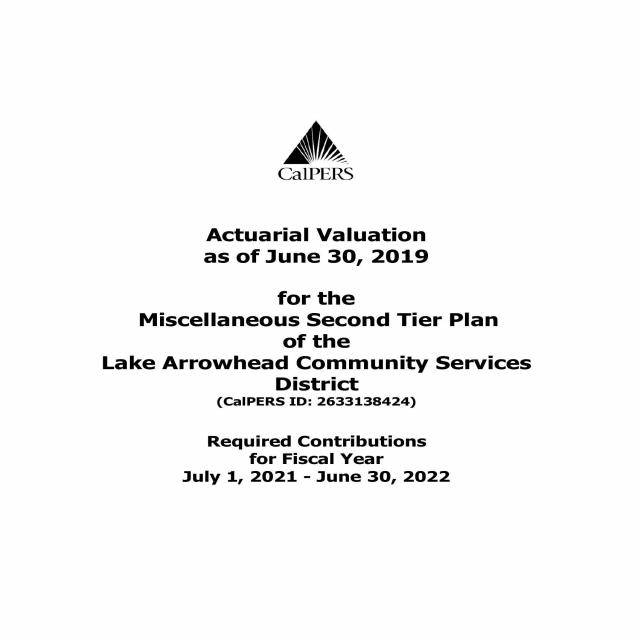 CalPERS
Actuarial Valuation
as of June 30, 2019
for the
Miscellaneous Second Tier Plan
of the
Lake Arrowhead Community Services
District
(CalPERS ID: 2633138424)
Required Contributions
for Fiscal Year
July 1, 2021 - June 30, 2022